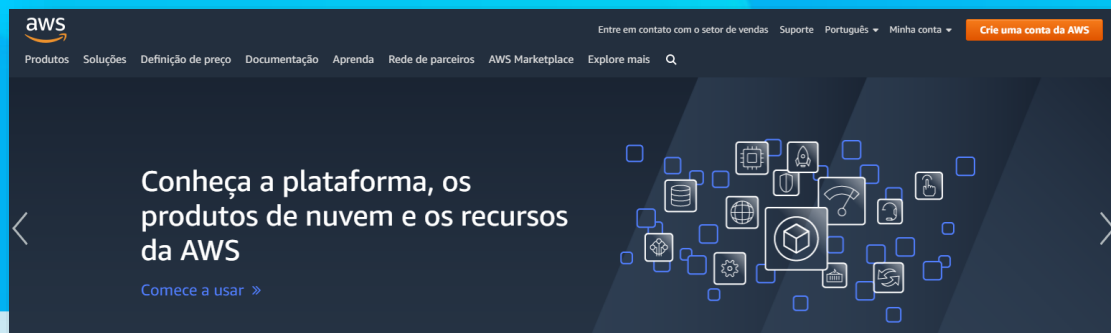 aws
Entre em contato com o setor de vendas Suporte Português Minha conta Crie uma conta da AWS
Produtos Soluções Definição de preço Documentação Aprenda Rede de parceiros AWS Marketplace Explore mais
Conheça a plataforma, os
produtos de nuvem e os recursos
da AWS
Comece a usar »